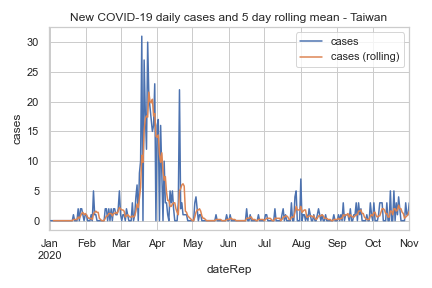 New COVID-19 daily cases and 5 day rolling mean - Taiwan
cases
cases (rolling)
30
25
20
15
10
5
0
cases
Jan Feb Mar Apr May Jun Jul Aug Sep Oct Nov
2020
dateRep